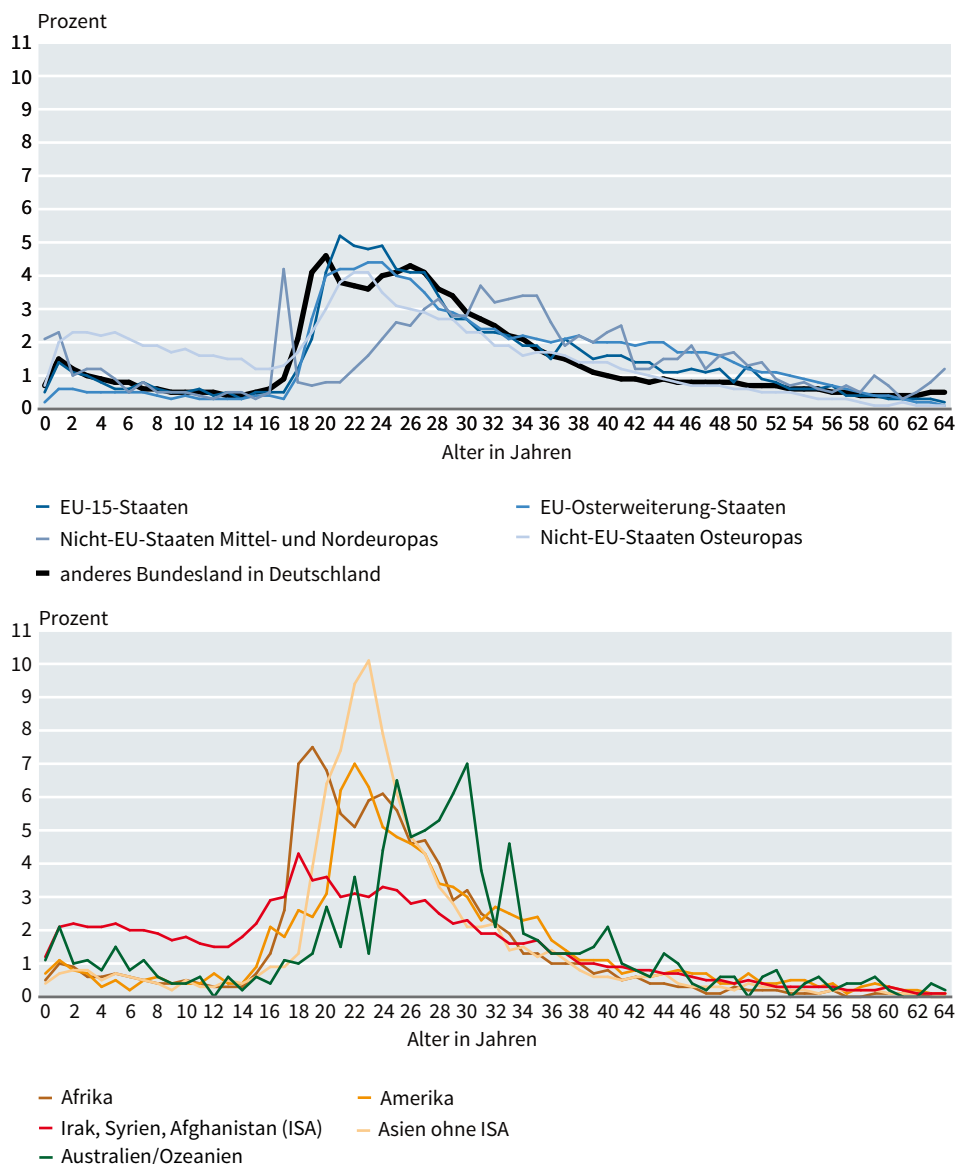 Prozent
11
10
9
8
7
6
5
4
3
2
1
0
0 2 4 6 8 10 12 14 16 18 20 22 24 26 28 30 32 34 36 38 40 42 44 46 48 50 52 54 56 58 60 62 64
Alter in Jahren
EU-15-Staaten
EU-Osterweiterung-Staaten
Nicht-EU-Staaten Mittel- und Nordeuropas
Nicht-EU-Staaten Osteuropas
anderes Bundesland in Deutschland
Prozent
11
10
9
8
7
6
5
4
3
2
1
0
0 2 4 6 8 10 12 14 16 18 20 22 24 26 28 30 32 34 36 38 40 42 44 46 48 50 52 54 56 58 60 62 64
Alter in Jahren
Afrika
Amerika
Irak, Syrien, Afghanistan (ISA)
Asien ohne ISA
Australien/Ozeanien